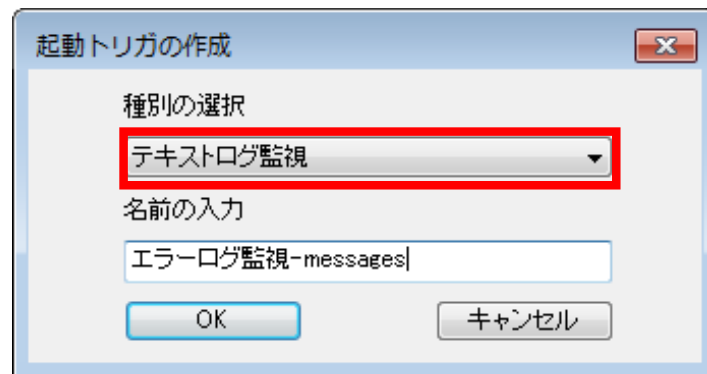 起動トリガの作成
種別の選択
テキストログ監視
名前の入力
エラーログ監視-messages
OK
キャンセル